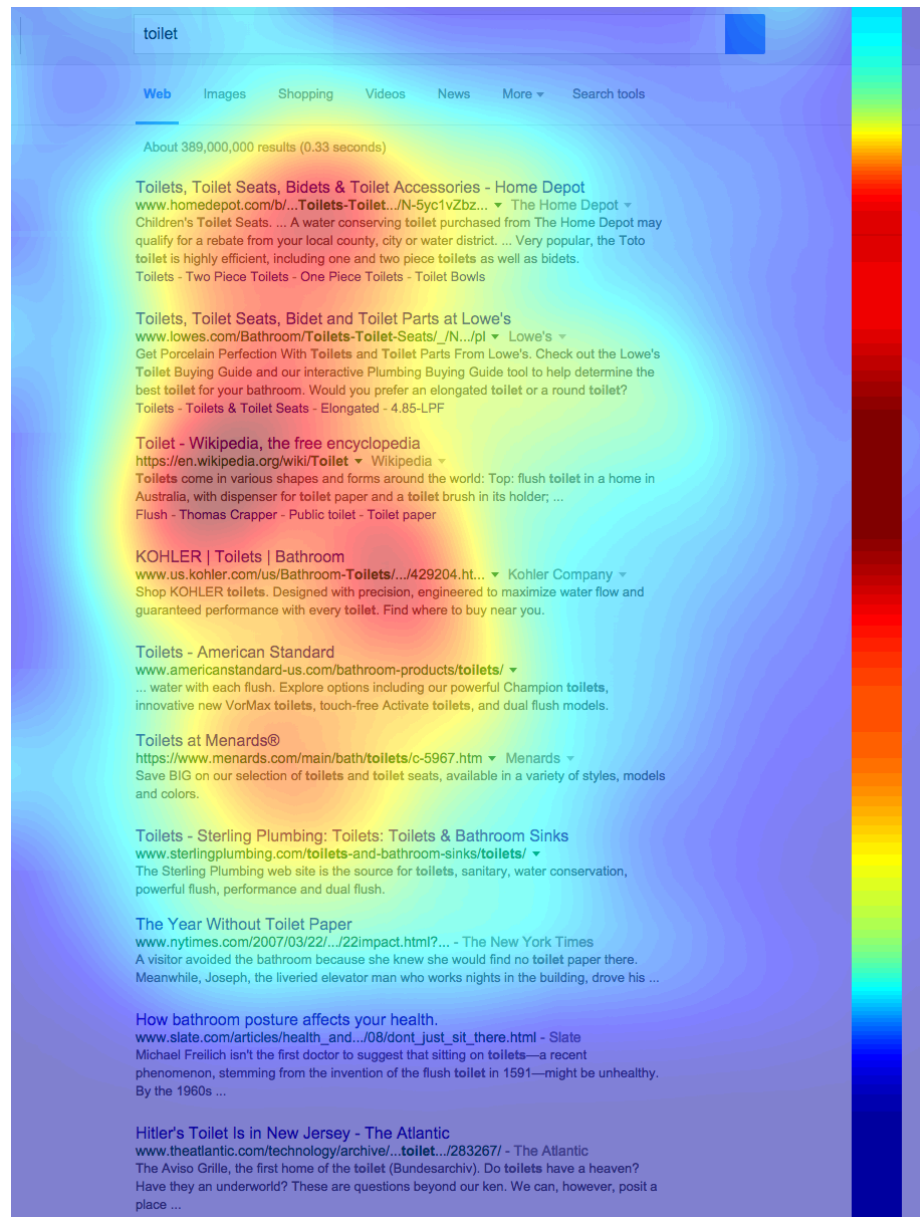 toilet
Web Images Shopping Videos News More Search tools
About 389,000,000 results (0.33 seconds)
Toilets, Toilet Seats, Bidets & Toilet Accessories - Home Depot
www.homedepot.com/b/...Toilets-Toilet.../N-5yc1vZbz... The Home Depot
Children's Toilet Seats. ... A water conserving toilet purchased from The Home Depot may
qualify for a rebate from your local county, city or water district. ... Very popular, the Toto
toilet is highly efficient, including one and two piece toilets as well as bidets.
Toilets - Two Piece Toilets - One Piece Toilets - Toilet Bowls
Toilets, Toilet Seats, Bidet and Toilet Parts at Lowe's
www.lowes.com/Bathroom/Toilets-Toilet-Seats/_/N.../pl Lowe's
Get Porcelain Perfection With Toilets and Toilet Parts From Lowe's. Check out the Lowe's
Toilet Buying Guide and our interactive Plumbing Buying Guide tool to help determine the
best toilet for your bathroom. Would you prefer an elongated toilet or a round toilet?
Toilets - Toilets & Toilet Seats - Elongated - 4.85-LPF
Toilet - Wikipedia, the free encyclopedia
https://en.wikipedia.org/wiki/Toilet Wikipedia
Toilets come in various shapes and forms around the world: Top: flush toilet in a home in
Australia, with dispenser for toilet paper and a toilet brush in its holder; ...
Flush - Thomas Crapper - Public toilet - Toilet paper
KOHLER | Toilets | Bathroom
www.us.kohler.com/us/Bathroom-Toilets/.../429204.ht... Kohler Company
Shop KOHLER toilets. Designed with precision, engineered to maximize water flow and
guaranteed performance with every toilet. Find where to buy near you.
Toilets - American Standard
www.americanstandard-us.com/bathroom-products/toilets/
... water with each flush. Explore options including our powerful Champion toilets,
innovative new VorMax toilets, touch-free Activate toilets, and dual flush models.
Toilets at Menards®
https://www.menards.com/main/bath/toilets/c-5967.htm Menards
Save BIG on our selection of toilets and toilet seats, available in a variety of styles, models
and colors.
Toilets - Sterling Plumbing: Toilets: Toilets & Bathroom Sinks
www.sterlingplumbing.com/toilets-and-bathroom-sinks/toilets/
The Sterling Plumbing web site is the source for toilets, sanitary, water conservation,
powerful flush, performance and dual flush.
The Year Without Toilet Paper
www.nytimes.com/2007/03/22/.../22impact.html?... - The New York Times
A visitor avoided the bathroom because she knew she would find no toilet paper there.
Meanwhile, Joseph, the liveried elevator man who works nights in the building, drove his ...
How bathroom posture affects your health.
www.slate.com/articles/health_and.../08/dont_just_sit_there.html - Slate
Michael Freilich isn't the first doctor to suggest that sitting on toilets—a recent
phenomenon, stemming from the invention of the flush toilet in 1591—might be unhealthy.
By the 1960s ...
Hitler's Toilet Is in New Jersey - The Atlantic
www.theatlantic.com/technology/archive/...toilet.../283267/ - The Atlantic
The Aviso Grille, the first home of the toilet (Bundesarchiv). Do toilets have a heaven?
Have they an underworld? These are questions beyond our ken. We can, however, posit a
place ...